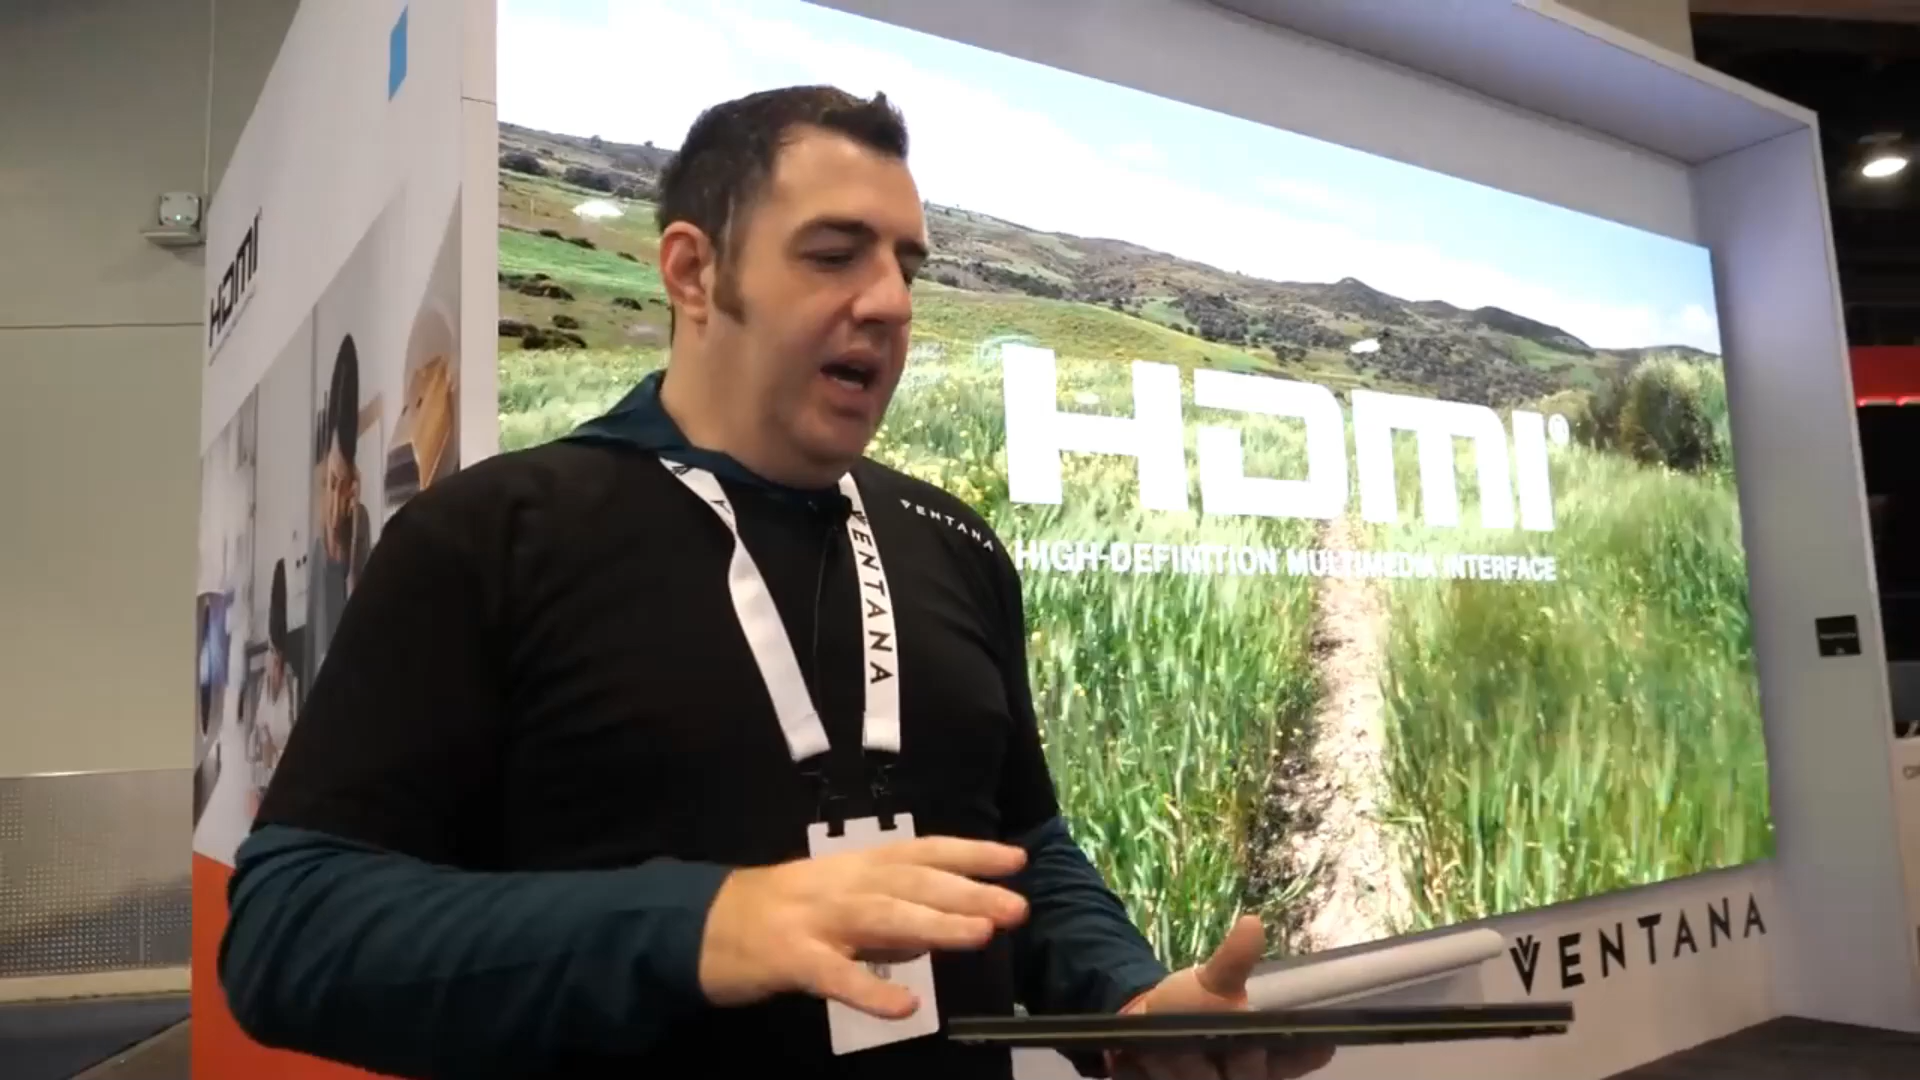 HDMI
HDMI®
HIGH-DEFINITION MULTIMEDIA INTERFACE
VENTANA
VENTANA
VENTANA